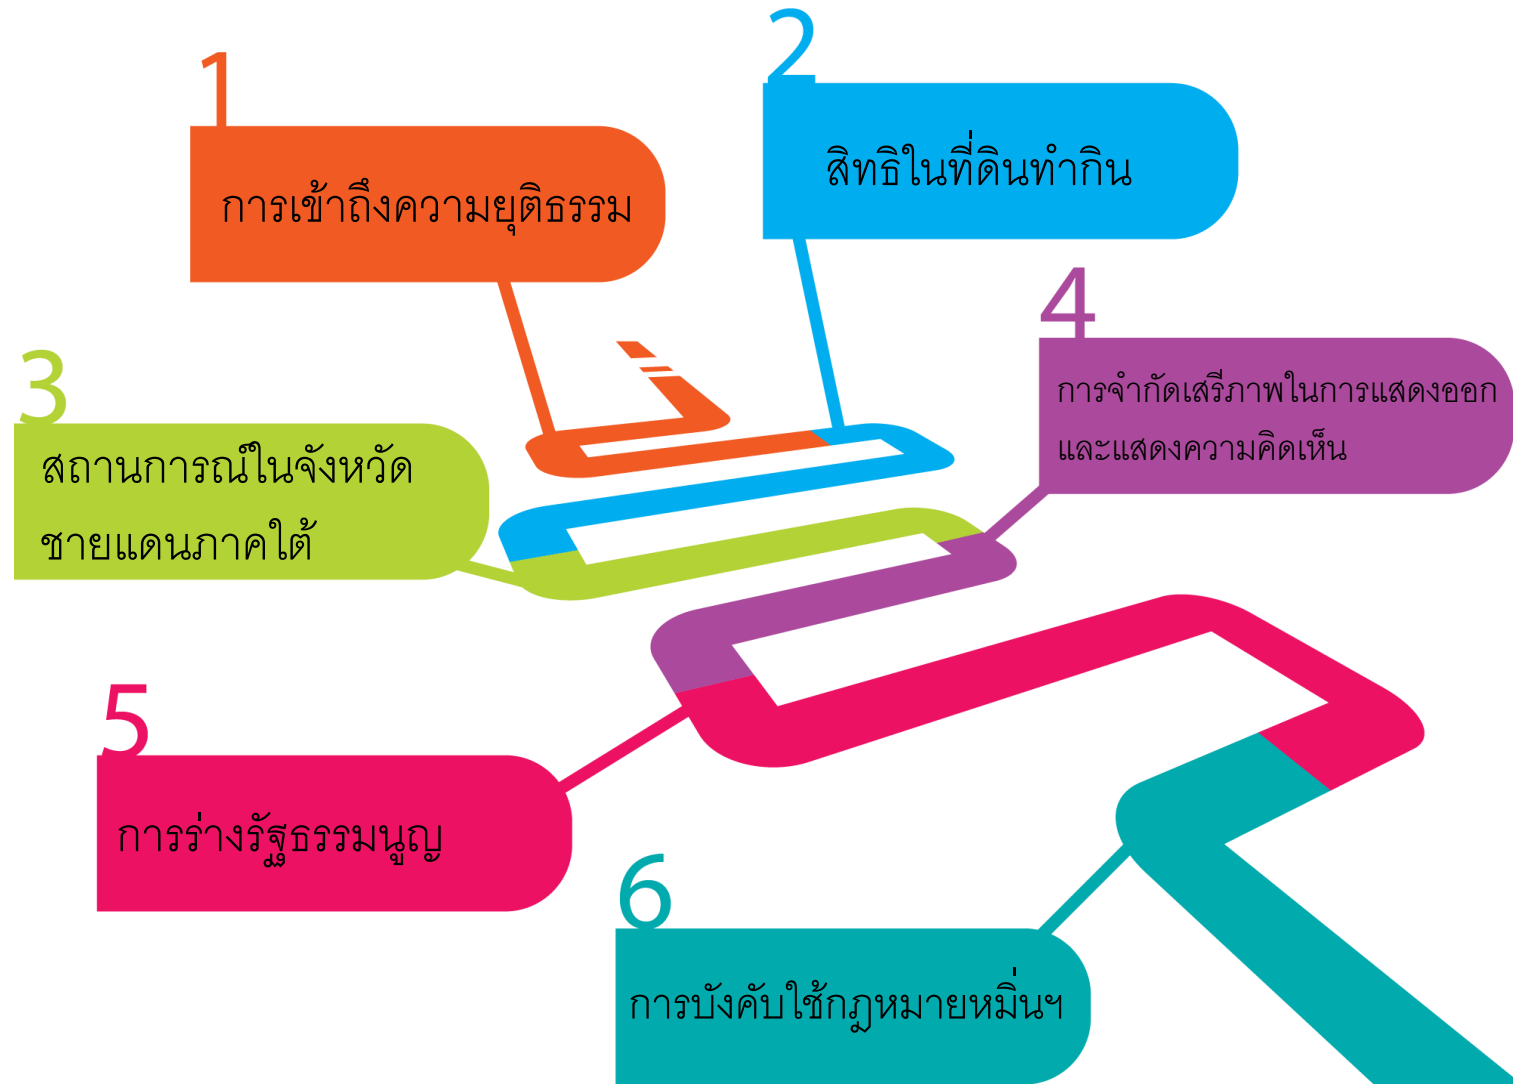 1
การเข้าถึงความยุติธรรม
2
สิทธิในที่ดินทำกิน
3
สถานการณ์ในจังหวัด
ชายแดนภาคใต้
4
การจำกัดเสรีภาพในการแสดงออก
และแสดงความคิดเห็น
5
การร่างรัฐธรรมนูญ
6
การบังคับใช้กฎหมายหมิ่นฯ